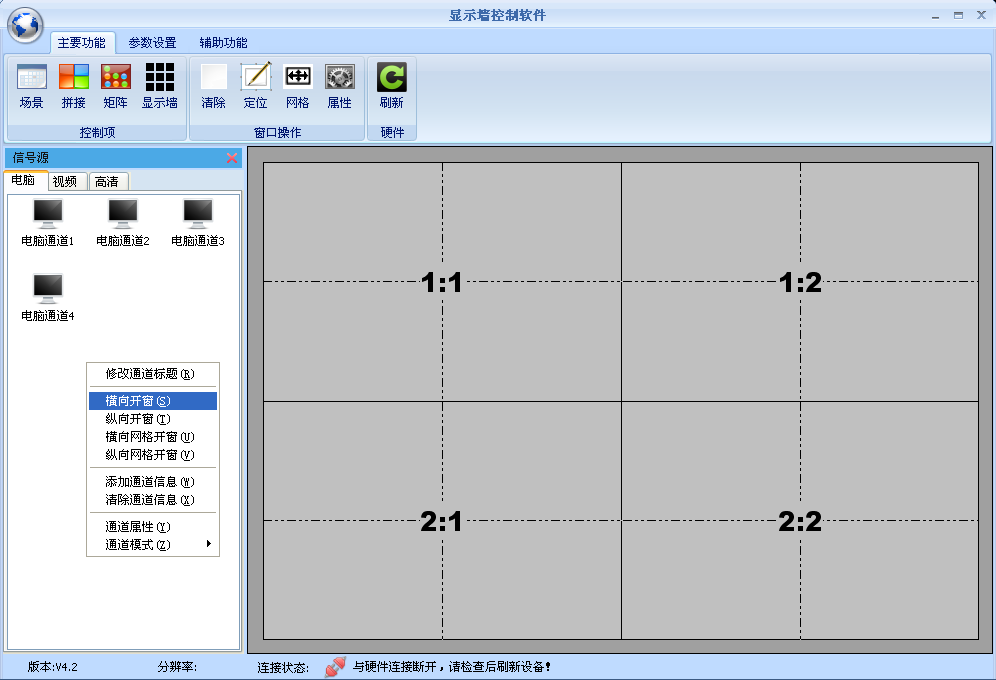 显示墙控制软件
主要功能 参数设置 辅助功能
场景 拼接 矩阵 显示墙 清除 定位 网格 属性 刷新
控制项 窗口操作 硬件
信号源
电脑 视频 高清
电脑通道1 电脑通道2 电脑通道3
电脑通道4
修改通道标题(R)
横向开窗(S)
纵向开窗(T)
横向网格开窗(U)
纵向网格开窗(V)
添加通道信息(W)
清除通道信息(X)
通道属性(Y)
通道模式(Z)
1:1 1:2
2:1 2:2
版本:V4.2 分辨率: 连接状态: 与硬件连接断开，请检查后刷新设备!